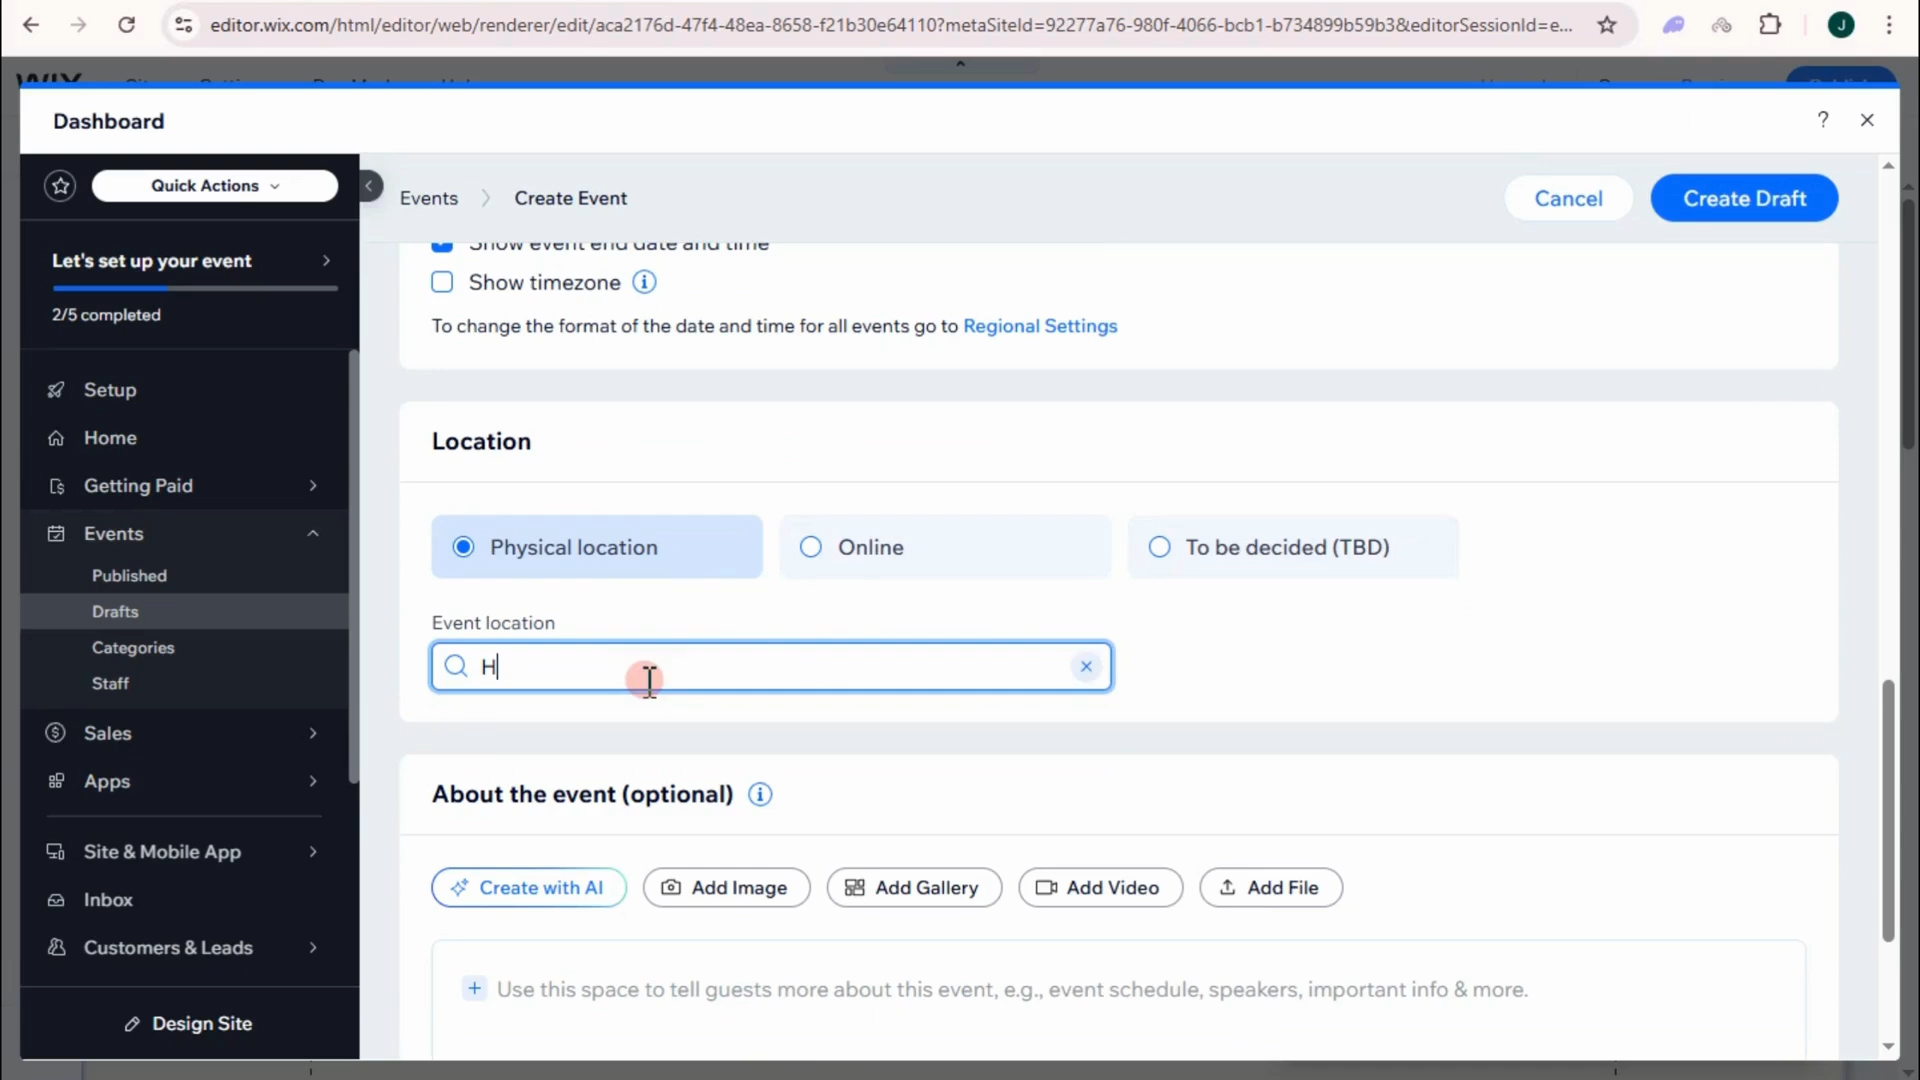 editor.wix.com/html/editor/web/renderer/edit/aca2176d-47f4-48ea-8658-f21b30e64110?metaSiteId=92277a76-980f-4066-bcb1-b734899b59b3&editorSessionId=e...
J
Dashboard
?
Quick Actions
Events
Create Event
Cancel
Create Draft
Show event end date and time
Let's set up your event
2/5 completed
Show timezone
To change the format of the date and time for all events go to Regional Settings
Setup
Home
Getting Paid
Events
Published
Drafts
Categories
Staff
Sales
Apps
Site & Mobile App
Inbox
Customers & Leads
Design Site
Location
Physical location
Online
To be decided (TBD)
Event location
H
About the event (optional)
Create with AI
Add Image
Add Gallery
Add Video
Add File
Use this space to tell guests more about this event, e.g., event schedule, speakers, important info & more.